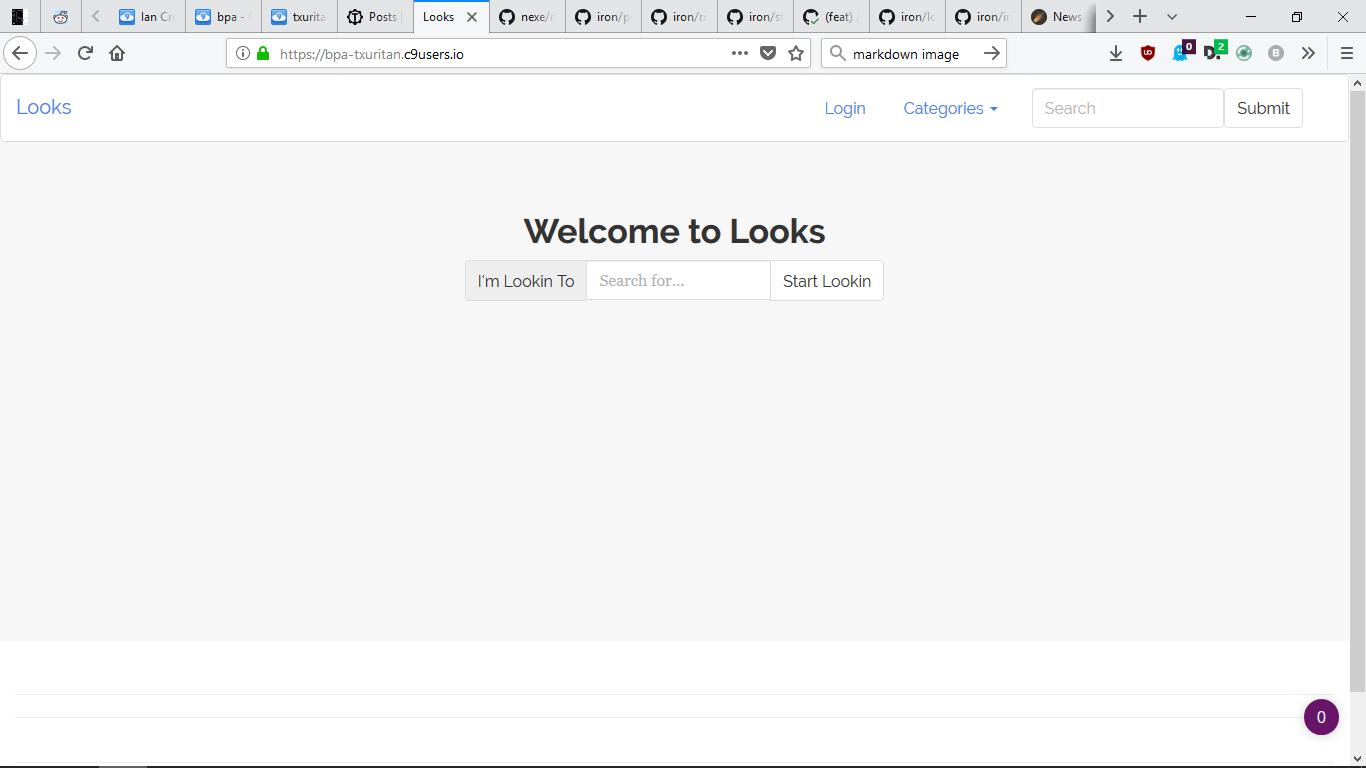 Ian Cr
bpa -
txurita
Posts
Looks
nexe/
iron/p
iron/r
iron/s
(feat)
iron/l
iron/i
News
https://bpa-txuritan.c9users.io
markdown image
0
2
Looks
Login
Categories
Search
Submit
Welcome to Looks
I'm Lookin To
Search for...
Start Lookin
0